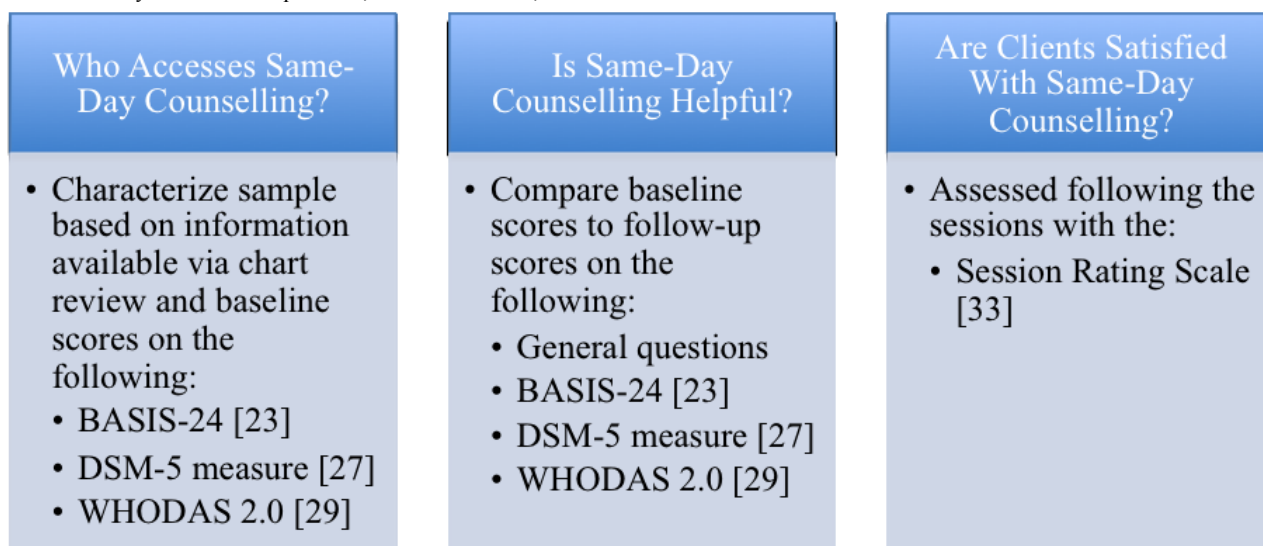 Who Accesses Same-
Day Counselling?
• Characterize sample
based on information
available via chart
review and baseline
scores on the
following:
• BASIS-24 [23]
• DSM-5 measure [27]
• WHODAS 2.0 [29]
Is Same-Day
Counselling Helpful?
• Compare baseline
scores to follow-up
scores on the
following:
• General questions
• BASIS-24 [23]
• DSM-5 measure [27]
• WHODAS 2.0 [29]
Are Clients Satisfied
With Same-Day
Counselling?
• Assessed following the
sessions with the:
• Session Rating Scale
[33]